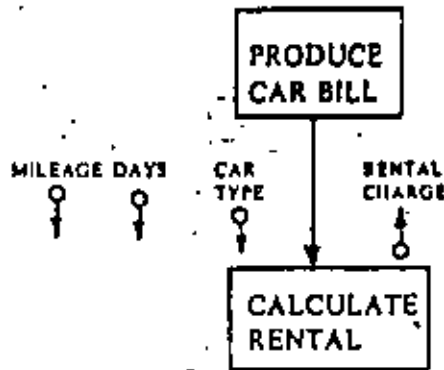 PRODUCE
CAR BILL
MILEAGE DAYS CAR TYPE RENTAL CHARGE
CALCULATE
RENTAL